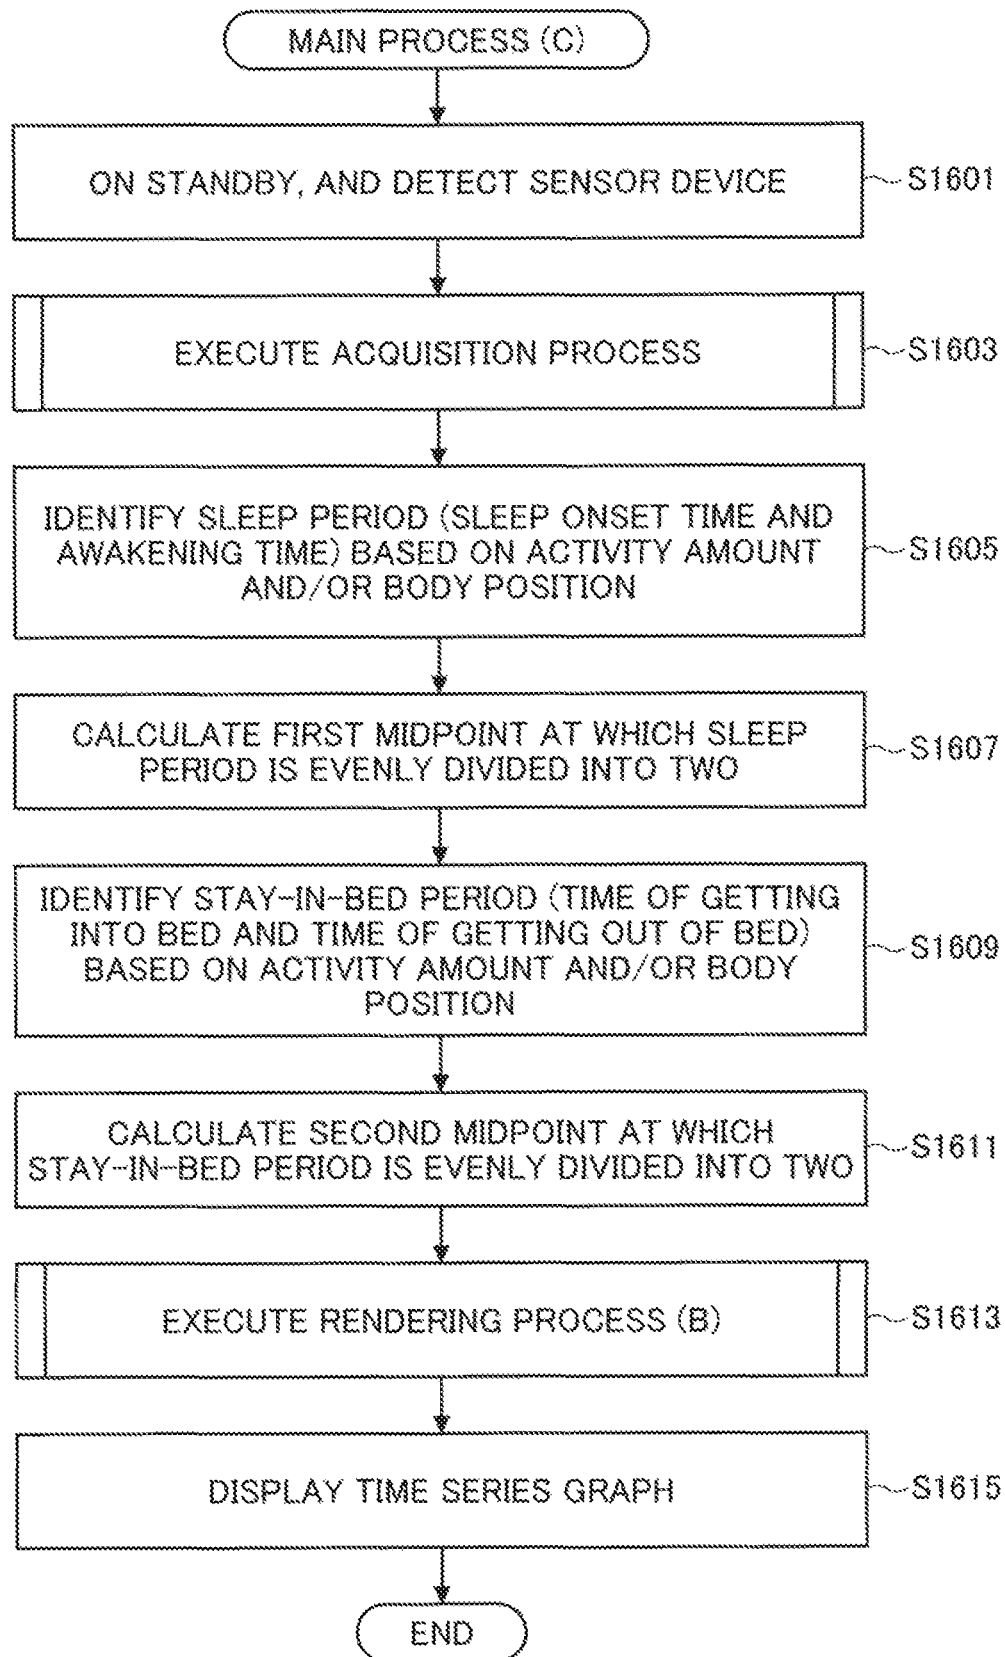 MAIN PROCESS (C)
ON STANDBY, AND DETECT SENSOR DEVICE
S1601
EXECUTE ACQUISITION PROCESS
S1603
IDENTIFY SLEEP PERIOD (SLEEP ONSET TIME AND
AWAKENING TIME) BASED ON ACTIVITY AMOUNT
AND/OR BODY POSITION
S1605
CALCULATE FIRST MIDPOINT AT WHICH SLEEP
PERIOD IS EVENLY DIVIDED INTO TWO
S1607
IDENTIFY STAY-IN-BED PERIOD (TIME OF GETTING
INTO BED AND TIME OF GETTING OUT OF BED)
BASED ON ACTIVITY AMOUNT AND/OR BODY
POSITION
S1609
CALCULATE SECOND MIDPOINT AT WHICH
STAY-IN-BED PERIOD IS EVENLY DIVIDED INTO TWO
S1611
EXECUTE RENDERING PROCESS (B)
S1613
DISPLAY TIME SERIES GRAPH
S1615
END